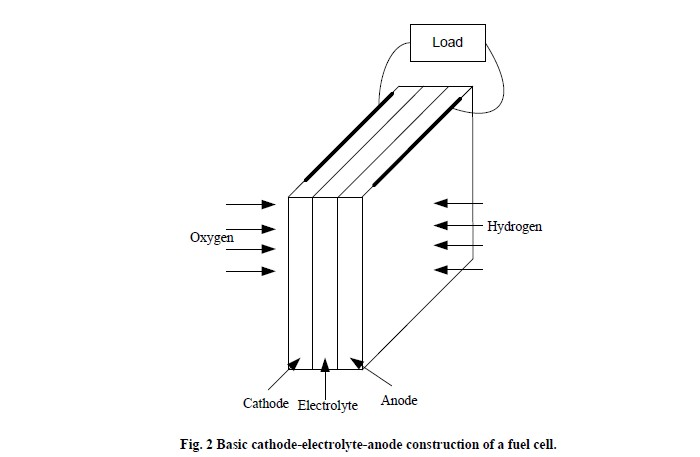 Load
Oxygen
Hydrogen
Cathode
Electrolyte
Anode
Fig. 2 Basic cathode-electrolyte-anode construction of a fuel cell.